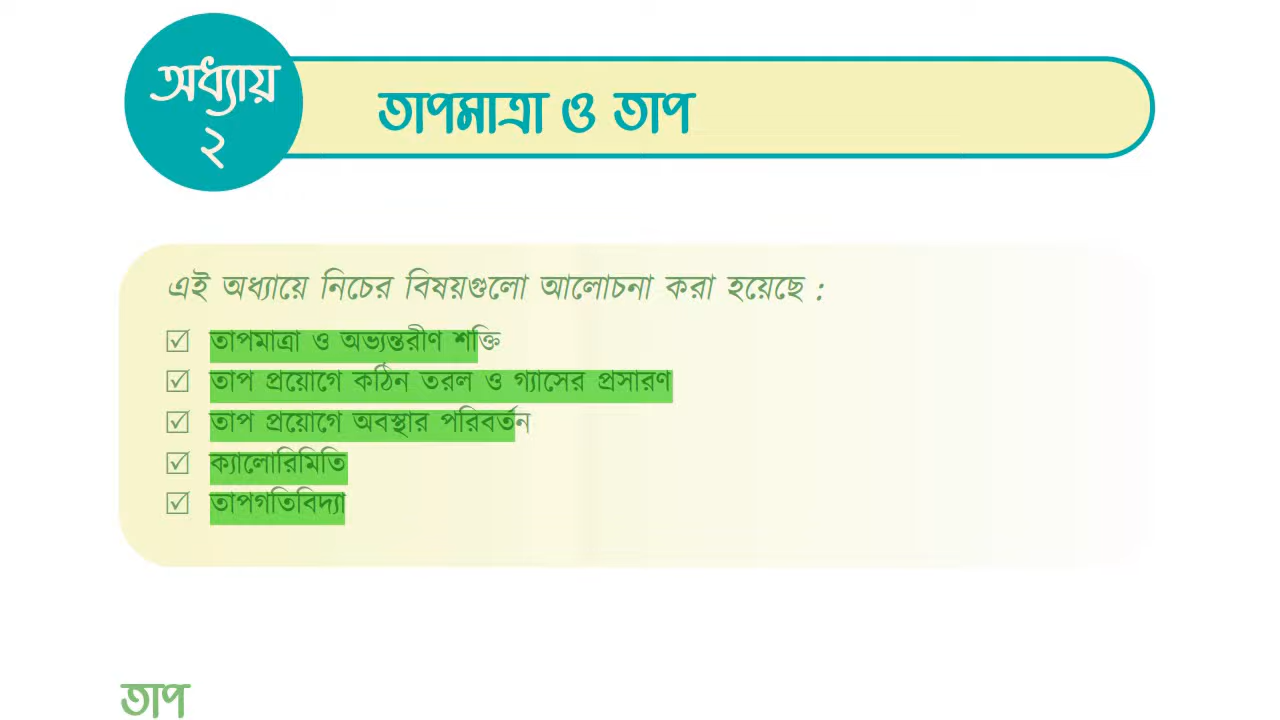 অধ্যায়
২
তাপমাত্রা ও তাপ
এই অধ্যায়ে নিচের বিষয়গুলো আলোচনা করা হয়েছে :
☑ তাপমাত্রা ও অভ্যন্তরীণ শক্তি
☑ তাপ প্রয়োগে কঠিন তরল ও গ্যাসের প্রসারণ
☑ তাপ প্রয়োগে অবস্থার পরিবর্তন
☑ ক্যালোরিমিতি
☑ তাপগতিবিদ্যা
তাপ